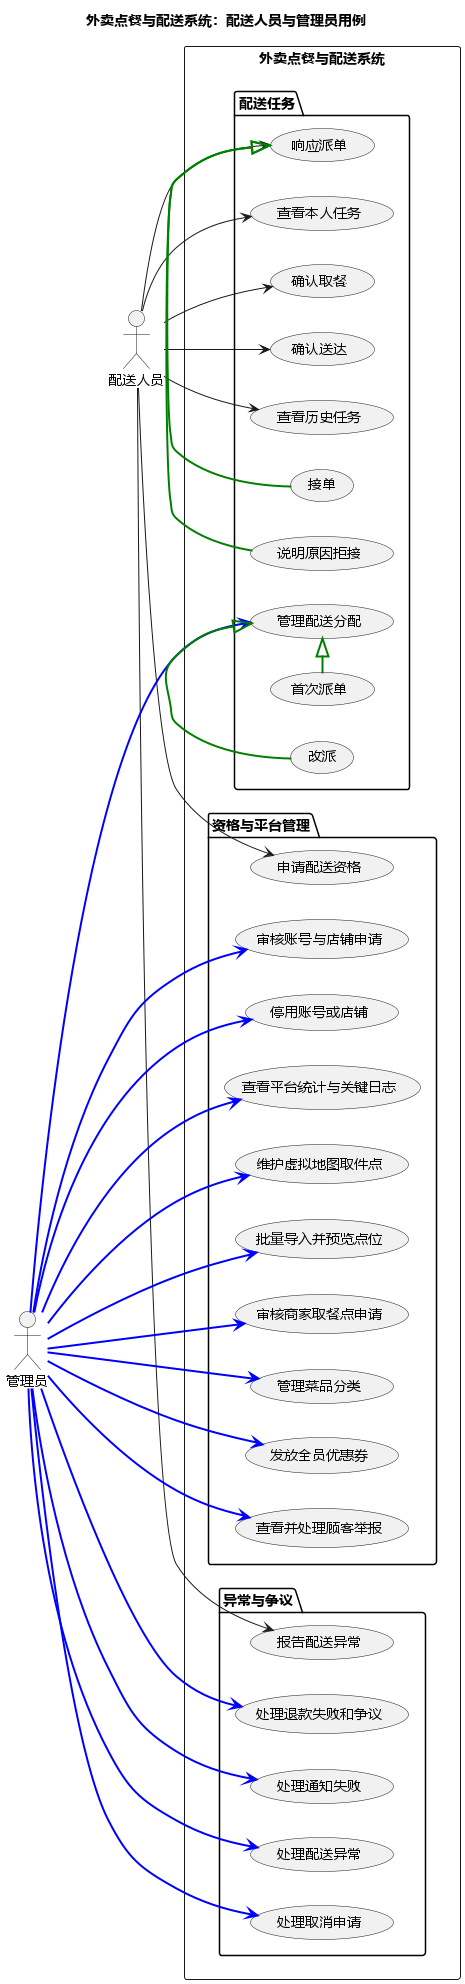 外卖点餐与配送系统：配送人员与管理员用例
外卖点餐与配送系统
配送任务
响应派单
查看本人任务
确认取餐
确认送达
配送人员
查看历史任务
接单
说明原因拒接
管理配送分配
首次派单
改派
资格与平台管理
申请配送资格
审核账号与店铺申请
停用账号或店铺
查看平台统计与关键日志
维护虚拟地图取件点
批量导入并预览点位
审核商家取餐点申请
管理员
管理菜品分类
发放全员优惠券
查看并处理顾客举报
异常与争议
报告配送异常
处理退款失败和争议
处理通知失败
处理配送异常
处理取消申请